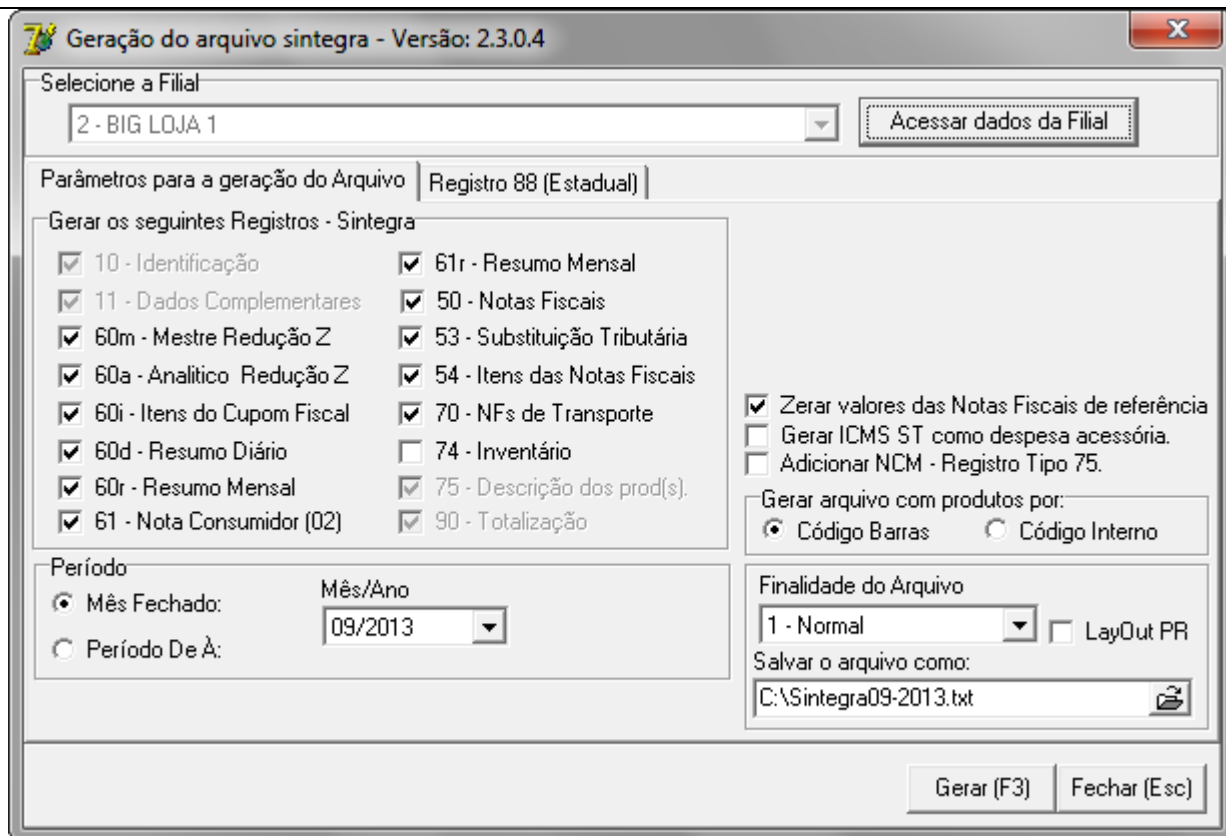 Geração do arquivo sintegra - Versão: 2.3.0.4
Selecione a Filial
2 - BIG LOJA 1
Acessar dados da Filial
Parâmetros para a geração do Arquivo
Registro 88 (Estadual)
Gerar os seguintes Registros - Sintegra
10 - Identificação
61r - Resumo Mensal
11 - Dados Complementares
50 - Notas Fiscais
60m - Mestre Redução Z
53 - Substituição Tributária
60a - Analitico Redução Z
54 - Itens das Notas Fiscais
60i - Itens do Cupom Fiscal
70 - NFs de Transporte
60d - Resumo Diário
74 - Inventário
60r - Resumo Mensal
75 - Descrição dos prod(s).
61 - Nota Consumidor (02)
90 - Totalização
Zerar valores das Notas Fiscais de referência
Gerar ICMS ST como despesa acessória.
Adicionar NCM - Registro Tipo 75.
Gerar arquivo com produtos por:
Código Barras
Código Interno
Período
Mês Fechado:
Período De À:
Mês/Ano
09/2013
Finalidade do Arquivo
1 - Normal
LayOut PR
Salvar o arquivo como:
C:\Sintegra09-2013.txt
Gerar (F3)
Fechar (Esc)